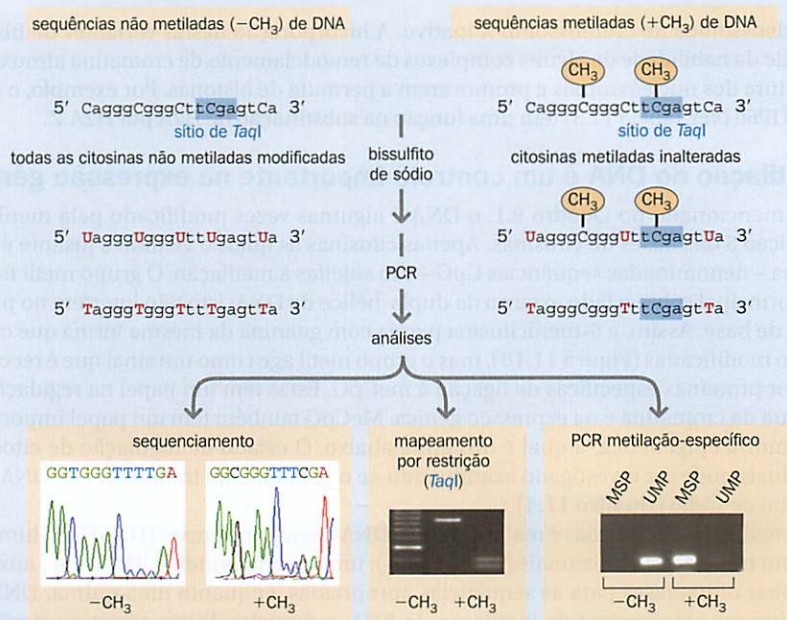 sequências não metiladas (−CH₃) de DNA
sequências metiladas (+CH₃) de DNA
CH₃ CH₃
5′ CagggCgggCttCgagtCa 3′
sítio de TaqI
5′ CagggCgggCttCgagtCa 3′
sítio de TaqI
todas as citosinas não metiladas modificadas
bissulfito
de sódio
citosinas metiladas inalteradas
CH₃ CH₃
5′ UagggUgggUttUgagtUa 3′
5′ UagggCgggUttCgagtUa 3′
PCR
5′ TagggTgggTttTgagtTa 3′
5′ TagggCgggTttCgagtTa 3′
análises
sequenciamento
GGTGGGTTTTGA
GGCGGGTTTCGA
−CH₃
+CH₃
mapeamento
por restrição
(TaqI)
−CH₃ +CH₃
PCR metilação-específico
MSP UMP MSP UMP
−CH₃ +CH₃